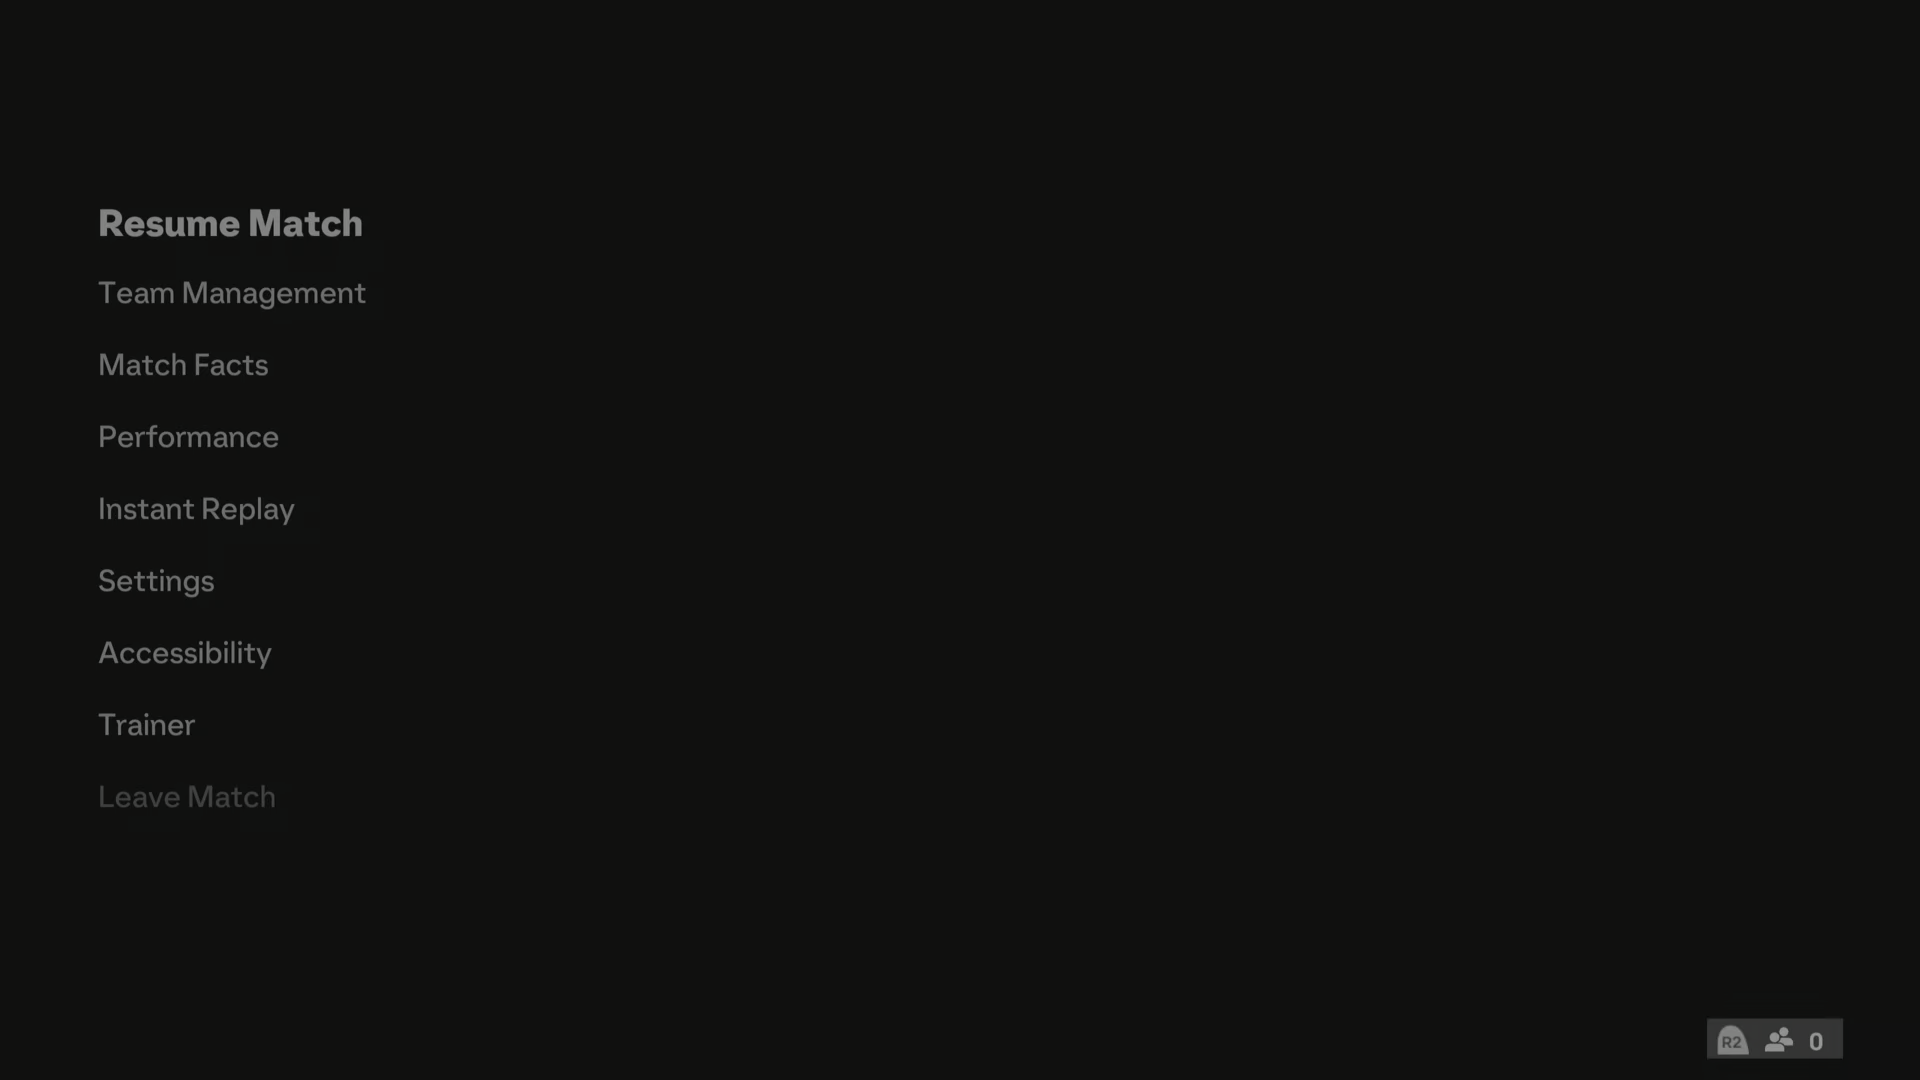 Resume Match
Team Management
Match Facts
Performance
Instant Replay
Settings
Accessibility
Trainer
Leave Match
R2 0